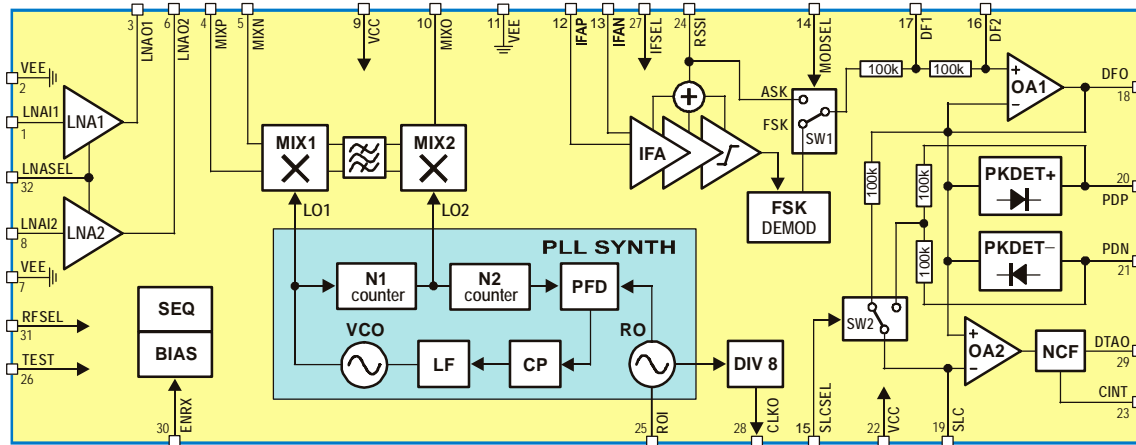 3
LNAO1
6
LNAO2
4
MIXP
5
MIXN
9
VCC
10
MIXO
11
VEE
12
IFAP
13
IFAN
27
IFSEL
24
RSSI
14
MODSEL
17
DF1
16
DF2
VEE
2
LNAI1
1
LNASEL
32
LNAI2
8
VEE
7
RFSEL
31
TEST
26
LNA1
LNA2
MIX1
MIX2
LO1
LO2
IFA
+
ASK
FSK
SW1
FSK
DEMOD
100k
100k
+
OA1
−
DFO
18
100k
100k
100k
PKDET+
20
PDP
PKDET−
PDN
21
SW2
+
OA2
−
NCF
DTAO
29
CINT
23
SEQ
BIAS
PLL SYNTH
N1
counter
N2
counter
PFD
VCO
LF
CP
RO
DIV 8
30
ENRX
25
ROI
28
CLKO
15
SLCSEL
22
VCC
19
SLC